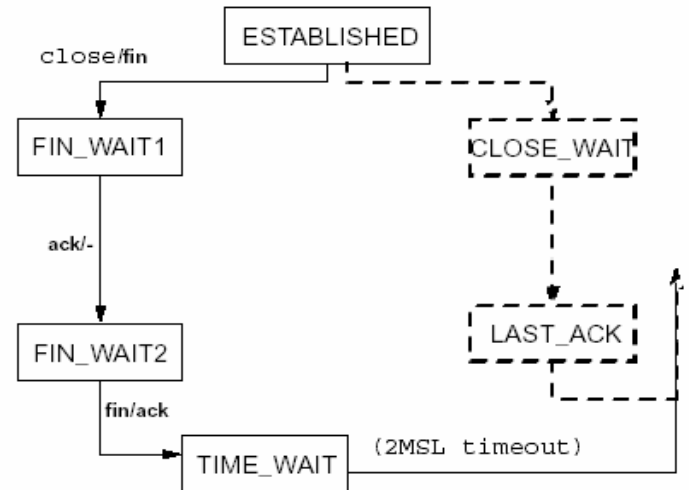 ESTABLISHED
close/fin
FIN_WAIT1
CLOSE_WAIT
ack/-
LAST_ACK
FIN_WAIT2
fin/ack
(2MSL timeout)
TIME_WAIT